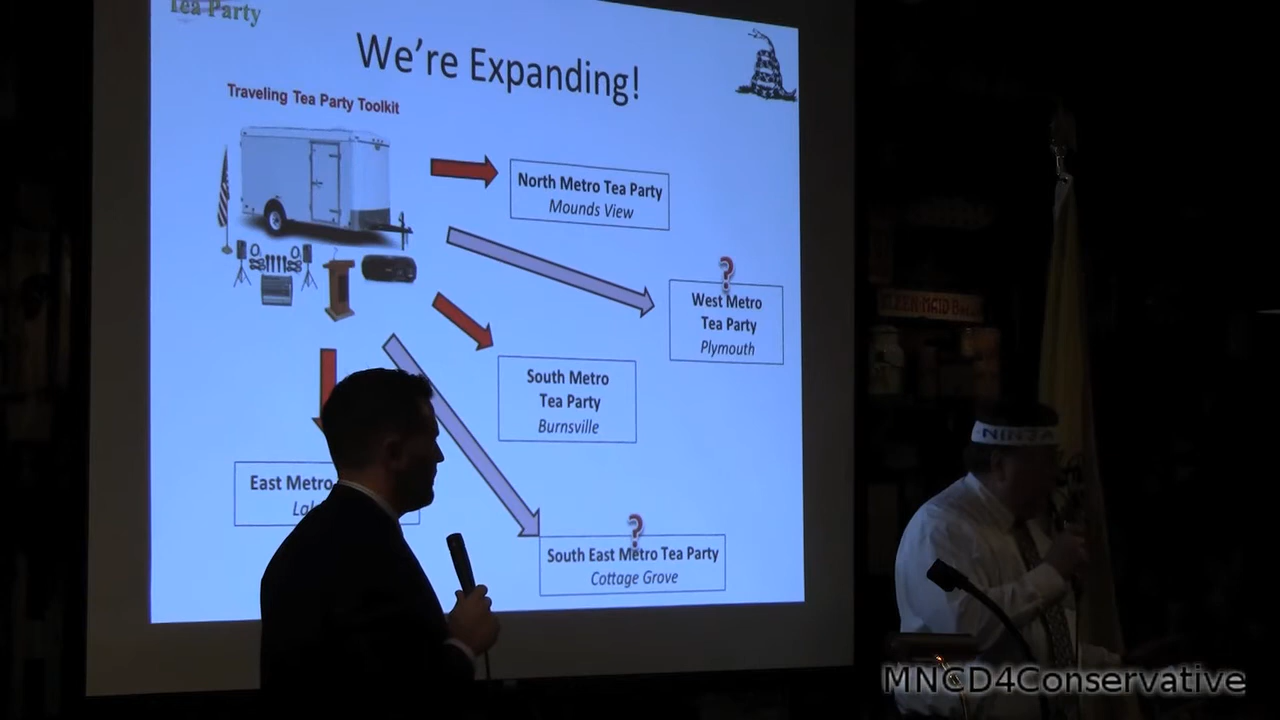 Tea Party
We're Expanding!
Traveling Tea Party Toolkit
North Metro Tea Party
Mounds View
?
West Metro
Tea Party
Plymouth
South Metro
Tea Party
Burnsville
East Metro
?
South East Metro Tea Party
Cottage Grove
NINJA
MNCD4Conservative